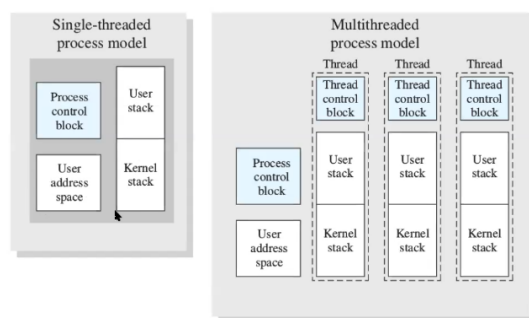 Single-threaded
process model
Process
control
block
User
stack
User
address
space
Kernel
stack
Multithreaded
process model
Thread
Thread
Thread
Thread
control
block
Thread
control
block
Thread
control
block
Process
control
block
User
stack
User
stack
User
stack
User
address
space
Kernel
stack
Kernel
stack
Kernel
stack